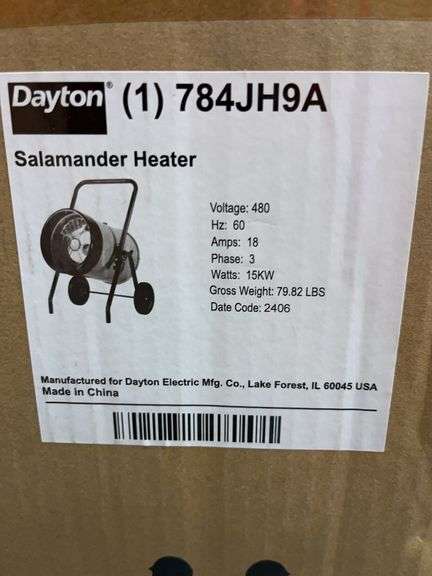 Dayton® (1) 784JH9A
Salamander Heater
Voltage: 480
Hz: 60
Amps: 18
Phase: 3
Watts: 15KW
Gross Weight: 79.82 LBS
Date Code: 2406
Manufactured for Dayton Electric Mfg. Co., Lake Forest, IL 60045 USA
Made in China